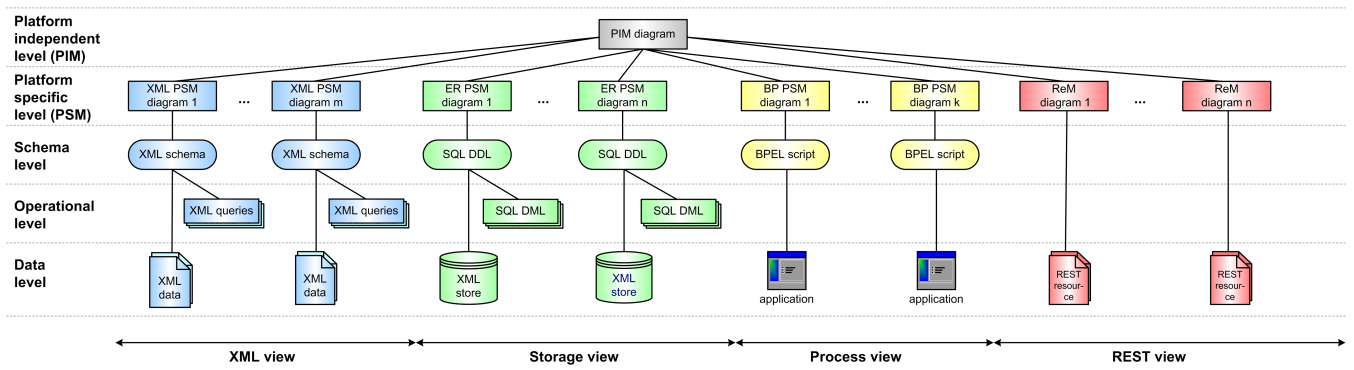 Platform
independent
level (PIM)
PIM diagram
Platform
specific
level (PSM)
XML PSM
diagram 1
...
XML PSM
diagram m
ER PSM
diagram 1
...
ER PSM
diagram n
BP PSM
diagram 1
...
BP PSM
diagram k
ReM
diagram 1
...
ReM
diagram n
Schema
level
XML schema
XML schema
SQL DDL
SQL DDL
BPEL script
BPEL script
Operational
level
XML queries
XML queries
SQL DML
SQL DML
Data
level
XML
data
XML
data
XML
store
XML
store
application
application
REST
resour-
ce
REST
resour-
ce
XML view
Storage view
Process view
REST view